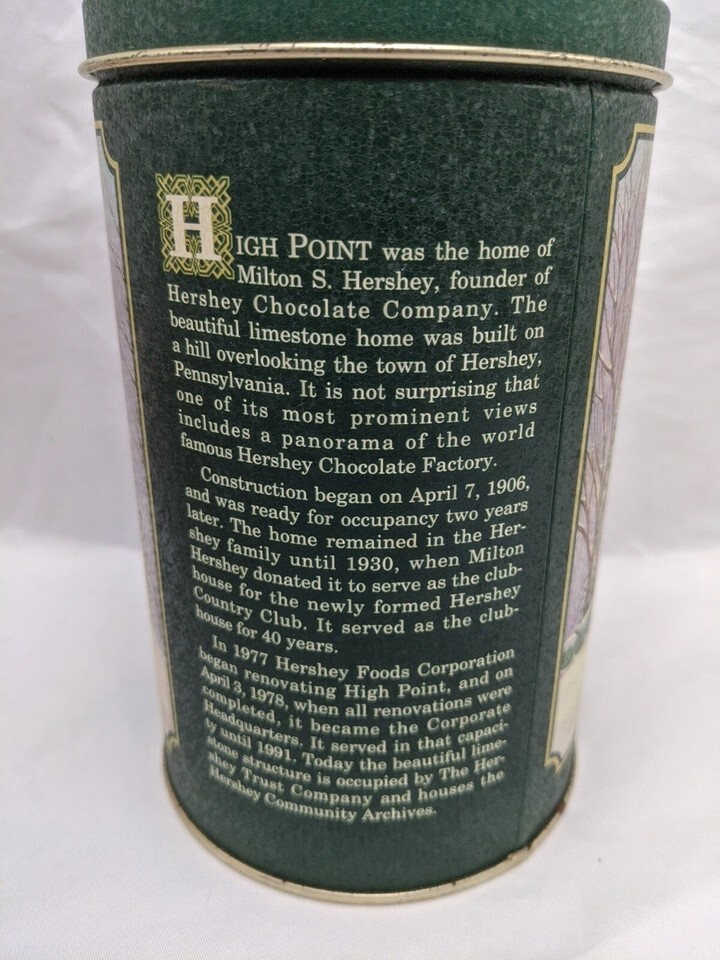 HIGH POINT was the home of
Milton S. Hershey, founder of
Hershey Chocolate Company. The
beautiful limestone home was built on
a hill overlooking the town of Hershey,
Pennsylvania. It is not surprising that
one of its most prominent views
includes a panorama of the world
famous Hershey Chocolate Factory.
Construction began on April 7, 1906,
and was ready for occupancy two years
later. The home remained in the Her-
shey family until 1930, when Milton
Hershey donated it to serve as the club-
house for the newly formed Hershey
Country Club. It served as the club-
house for 40 years.
In 1977 Hershey Foods Corporation
began renovating High Point, and on
April 3, 1978, when all renovations were
completed, it became the Corporate
Headquarters. It served in that capaci-
ty until 1991. Today the beautiful lime-
stone structure is occupied by The Her-
shey Trust Company and houses the
Hershey Community Archives.